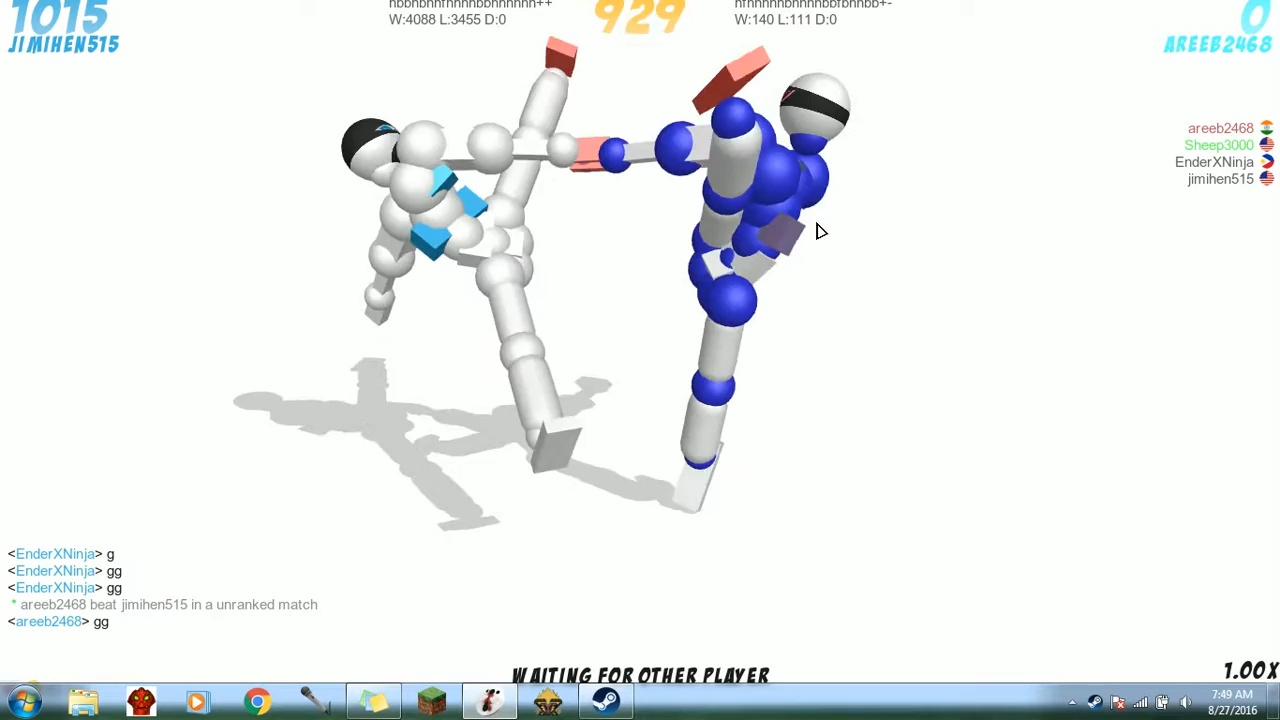 1015
JIMIHEN515
W:4088 L:3455 D:0
929
W:140 L:111 D:0
0
AREEB2468
areeb2468
Sheep3000
EnderXNinja
jimihen515
<EnderXNinja> g
<EnderXNinja> gg
<EnderXNinja> gg
* areeb2468 beat jimihen515 in a unranked match
<areeb2468> gg
WAITING FOR OTHER PLAYER
1.00X
7:49 AM
8/27/2016